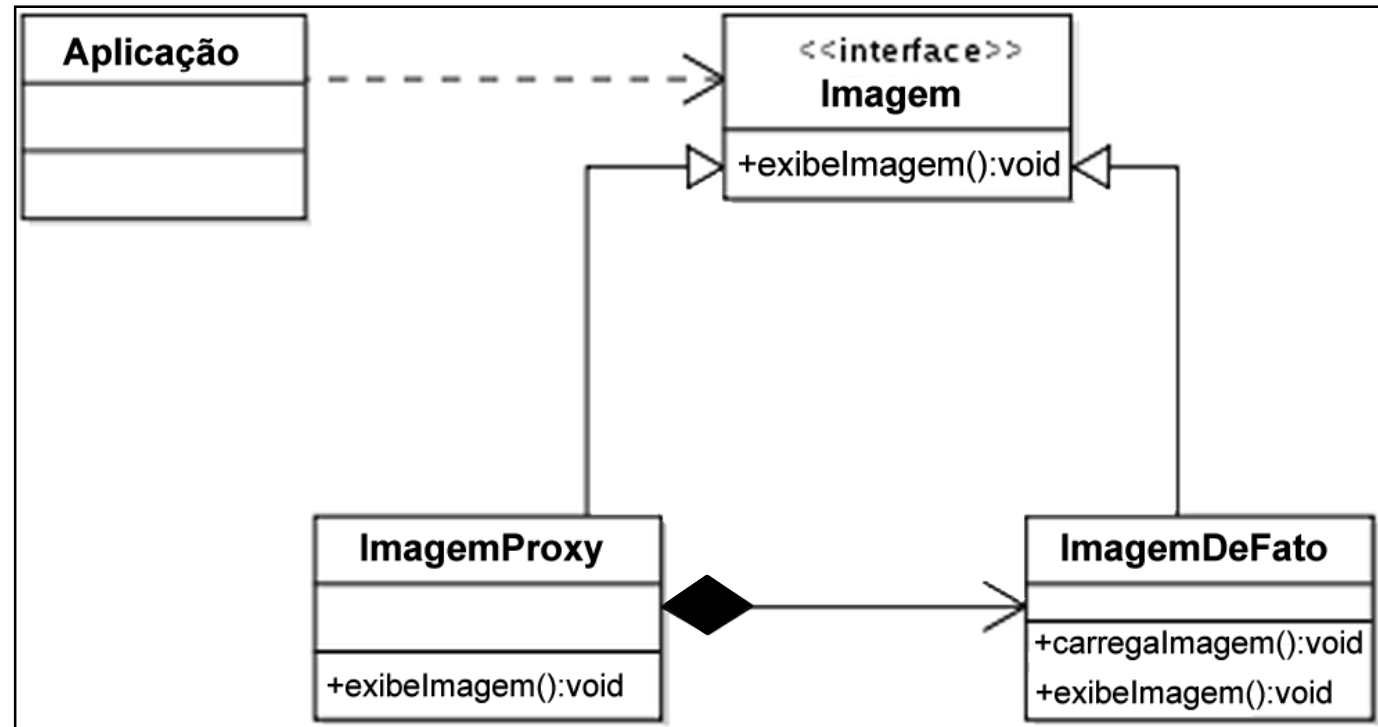 Aplicação
<<interface>>
Imagem
+exibeImagem():void
ImagemProxy
+exibeImagem():void
ImagemDeFato
+carregaImagem():void
+exibeImagem():void